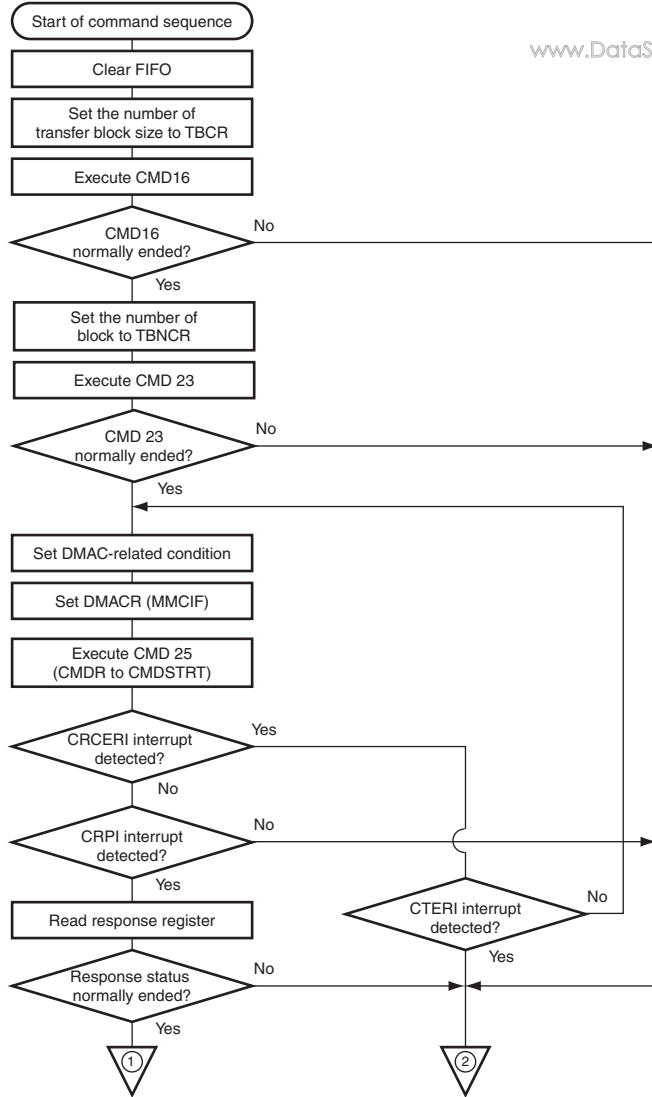 Start of command sequence
www.DataS
Clear FIFO
Set the number of
transfer block size to TBCR
Execute CMD16
CMD16
normally ended?
No
Yes
Set the number of
block to TBNCR
Execute CMD 23
CMD 23
normally ended?
No
Yes
Set DMAC-related condition
Set DMACR (MMCIF)
Execute CMD 25
(CMDR to CMDSTRT)
CRCERI interrupt
detected?
Yes
No
CRPI interrupt
detected?
No
Yes
CTERI interrupt
detected?
No
Yes
Read response register
Response status
normally ended?
No
Yes
1
2